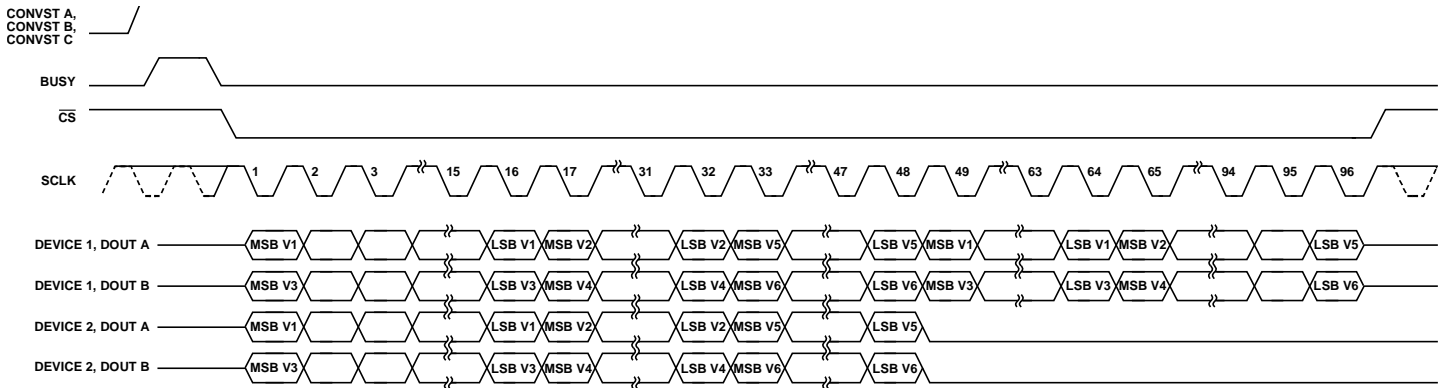 CONVST A,
CONVST B,
CONVST C
BUSY
CS
SCLK 1 2 3 15 16 17 31 32 33 47 48 49 63 64 65 94 95 96
DEVICE 1, DOUT A MSB V1 LSB V1 MSB V2 LSB V2 MSB V5 LSB V5 MSB V1 LSB V1 MSB V2 LSB V5
DEVICE 1, DOUT B MSB V3 LSB V3 MSB V4 LSB V4 MSB V6 LSB V6 MSB V3 LSB V3 MSB V4 LSB V6
DEVICE 2, DOUT A MSB V1 LSB V1 MSB V2 LSB V2 MSB V5 LSB V5
DEVICE 2, DOUT B MSB V3 LSB V3 MSB V4 LSB V4 MSB V6 LSB V6